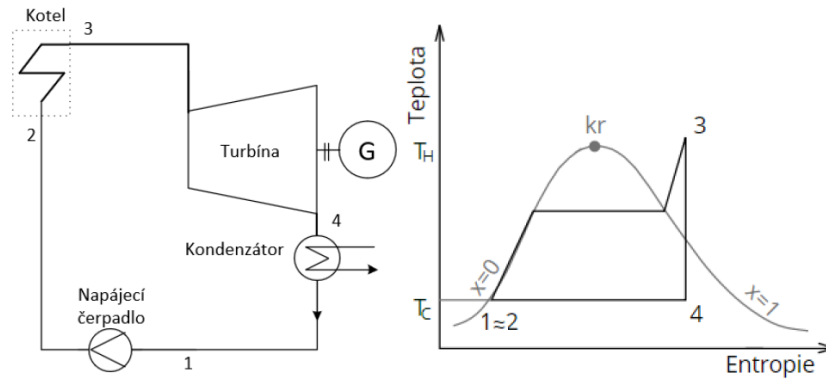 Kotel
3
2
Turbína
G
4
Kondenzátor
Napájecí
čerpadlo
1
Teplota
kr
3
T_H
x=0
x=1
T_C
1≈2
4
Entropie